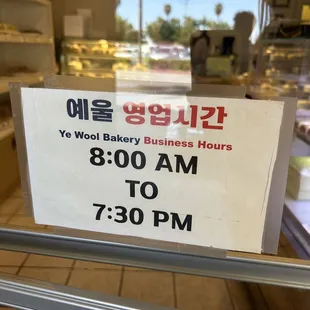 예울 영업시간
Ye Wool Bakery Business Hours
8:00 AM
TO
7:30 PM